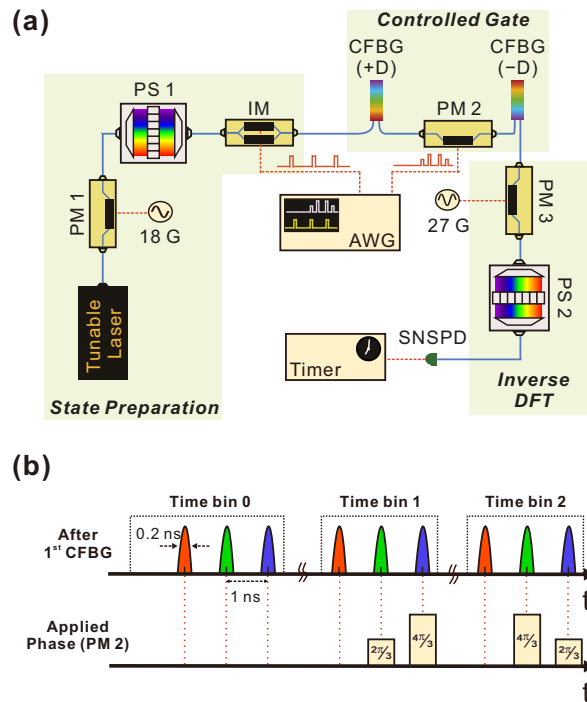 (a)
Controlled Gate
CFBG
(+D)
CFBG
(−D)
PS 1
IM
PM 2
PM 1
18 G
AWG
27 G
PM 3
Tunable
Laser
PS 2
SNSPD
Timer
State Preparation
Inverse
DFT
(b)
Time bin 0
Time bin 1
Time bin 2
After
1st CFBG
0.2 ns
1 ns
t
Applied
Phase (PM 2)
2π/3
4π/3
4π/3
2π/3
t